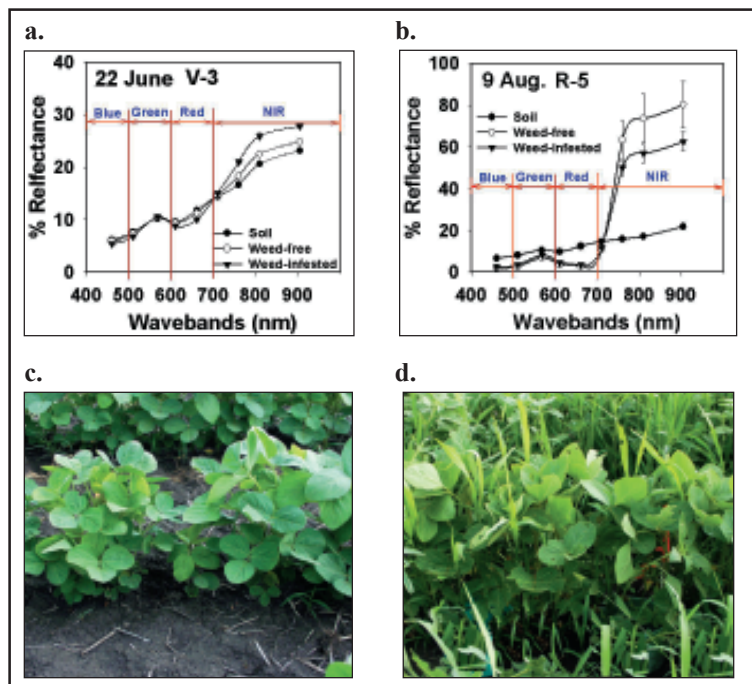 a.
22 June V-3
Blue Green Red NIR
% Relfectance
40
30
20
10
0
Soil
Weed-free
Weed-infested
400 500 600 700 800 900
Wavebands (nm)
b.
9 Aug. R-5
% Reflectance
100
80
60
40
20
0
Soil
Weed-free
Weed-infested
Blue Green Red NIR
400 500 600 700 800 900
Wavebands (nm)
c.
d.